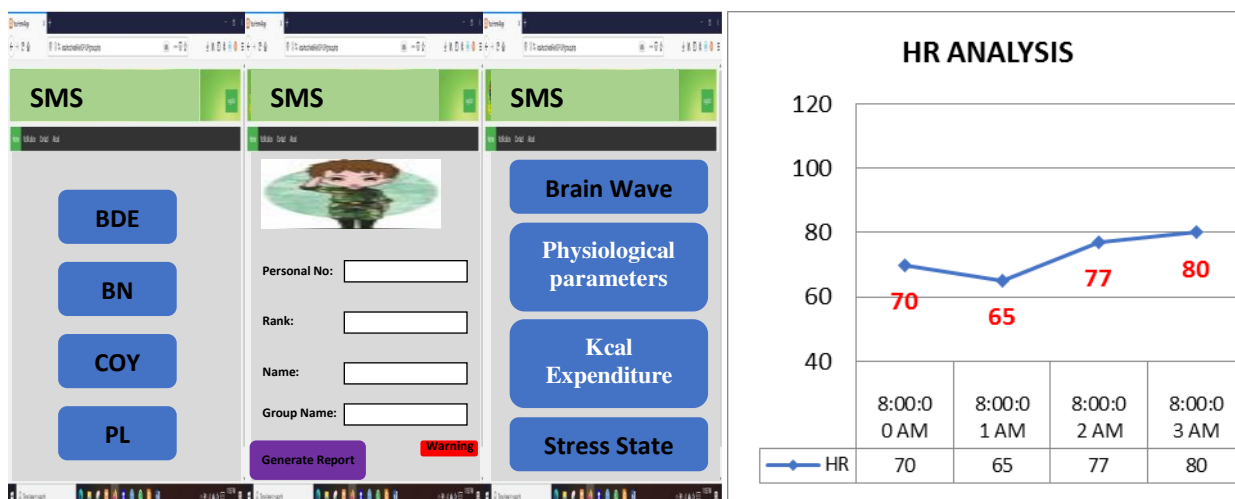 SMS
BDE
BN
COY
PL
SMS
Personal No:
Rank:
Name:
Group Name:
Generate Report
Warning
SMS
Brain Wave
Physiological
parameters
Kcal
Expenditure
Stress State
HR ANALYSIS
120
100
80
60
40
70
65
77
80
8:00:0 8:00:0 8:00:0 8:00:0
0 AM 1 AM 2 AM 3 AM
HR 70 65 77 80